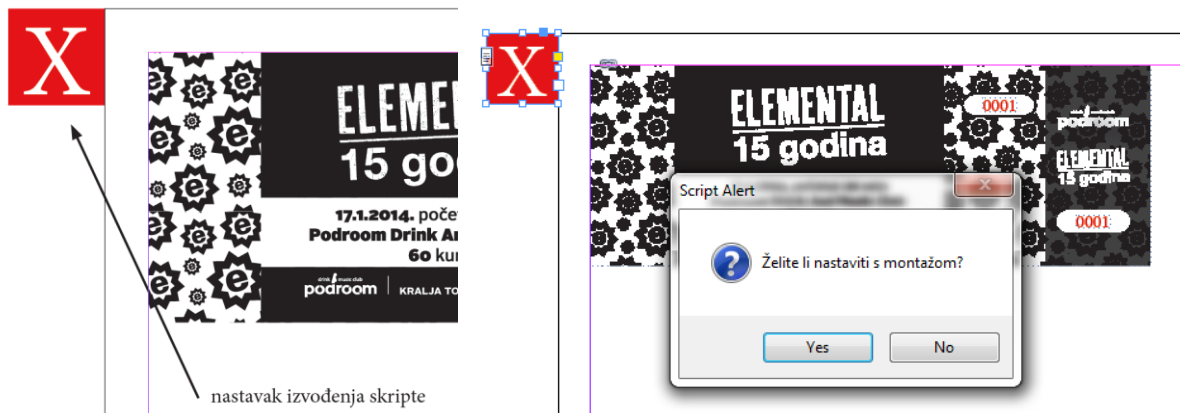 X
ELEME
15 go
17.1.2014. poče
Podroom Drink Ar
60 ku
podroom
KRALJA TO
nastavak izvođenja skripte
X
ELEMENTAL
15 godina
0001
podroom
ELEMENTAL
15 godina
0001
Script Alert
Želite li nastaviti s montažom?
Yes
No